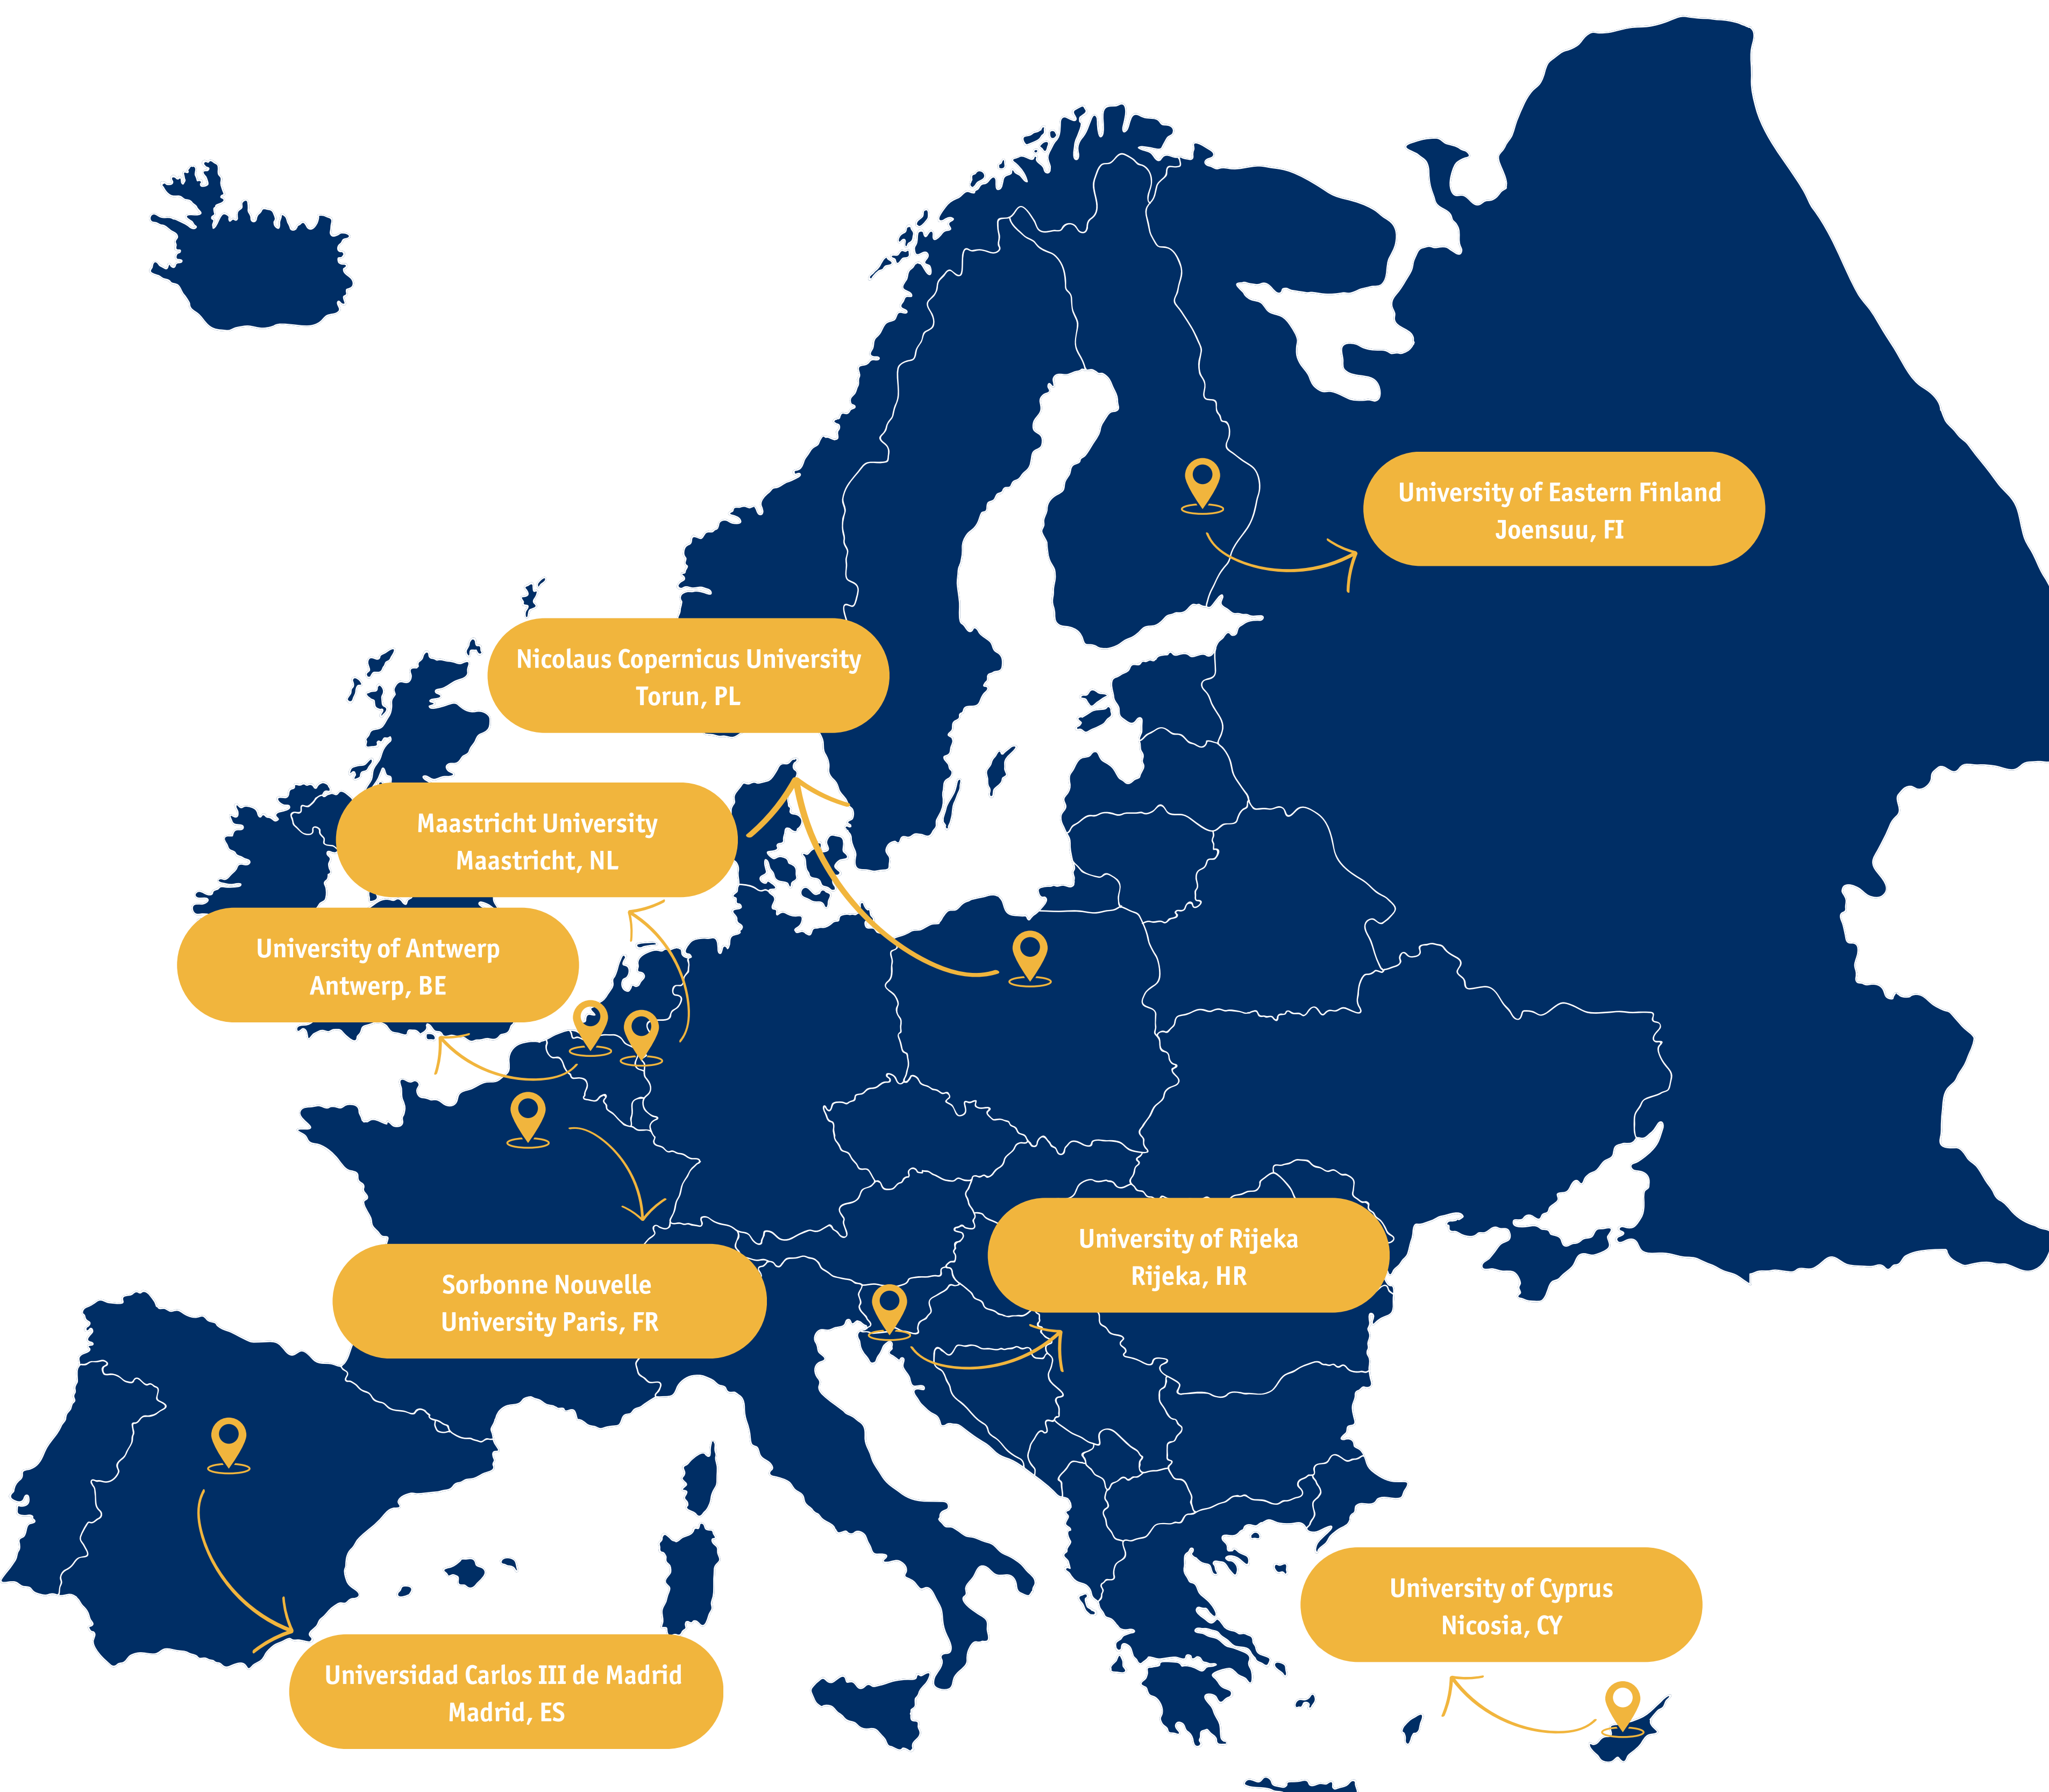 University of Eastern Finland
Joensuu, FI
Nicolaus Copernicus University
Torun, PL
Maastricht University
Maastricht, NL
University of Antwerp
Antwerp, BE
University of Rijeka
Rijeka, HR
Sorbonne Nouvelle
University Paris, FR
University of Cyprus
Nicosia, CY
Universidad Carlos III de Madrid
Madrid, ES